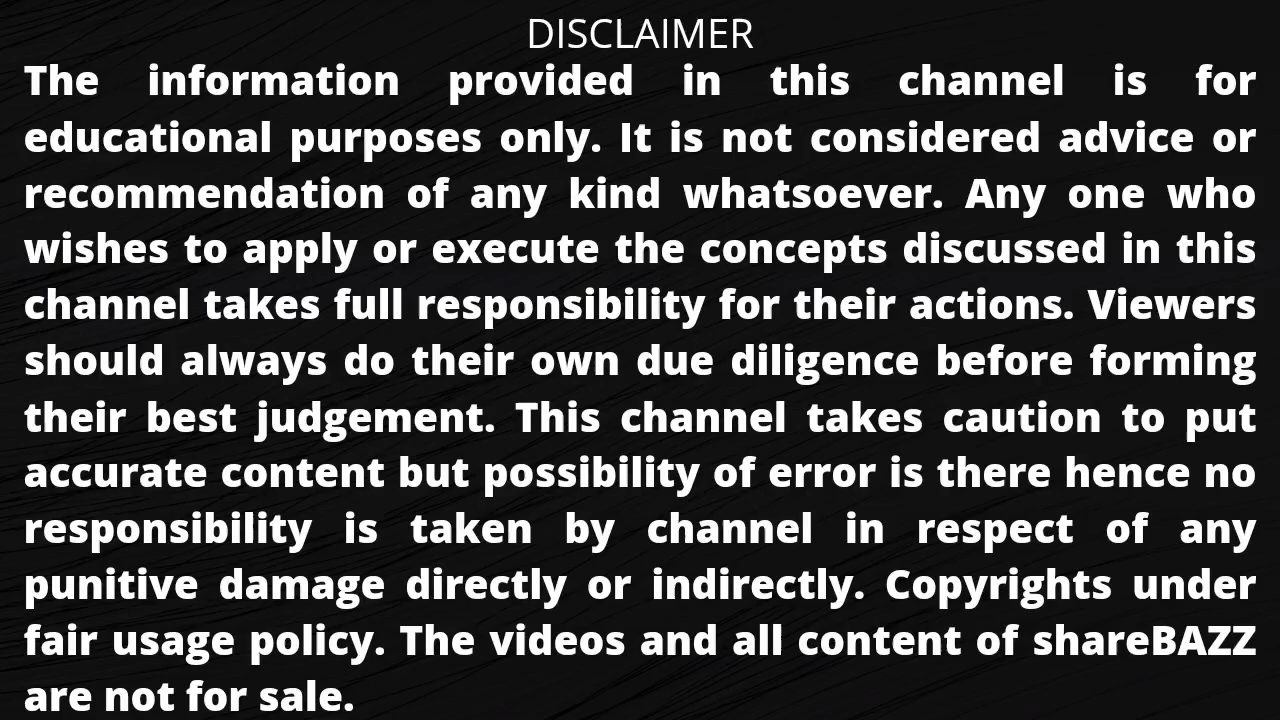 DISCLAIMER
The information provided in this channel is for
educational purposes only. It is not considered advice or
recommendation of any kind whatsoever. Any one who
wishes to apply or execute the concepts discussed in this
channel takes full responsibility for their actions. Viewers
should always do their own due diligence before forming
their best judgement. This channel takes caution to put
accurate content but possibility of error is there hence no
responsibility is taken by channel in respect of any
punitive damage directly or indirectly. Copyrights under
fair usage policy. The videos and all content of shareBAZZ
are not for sale.